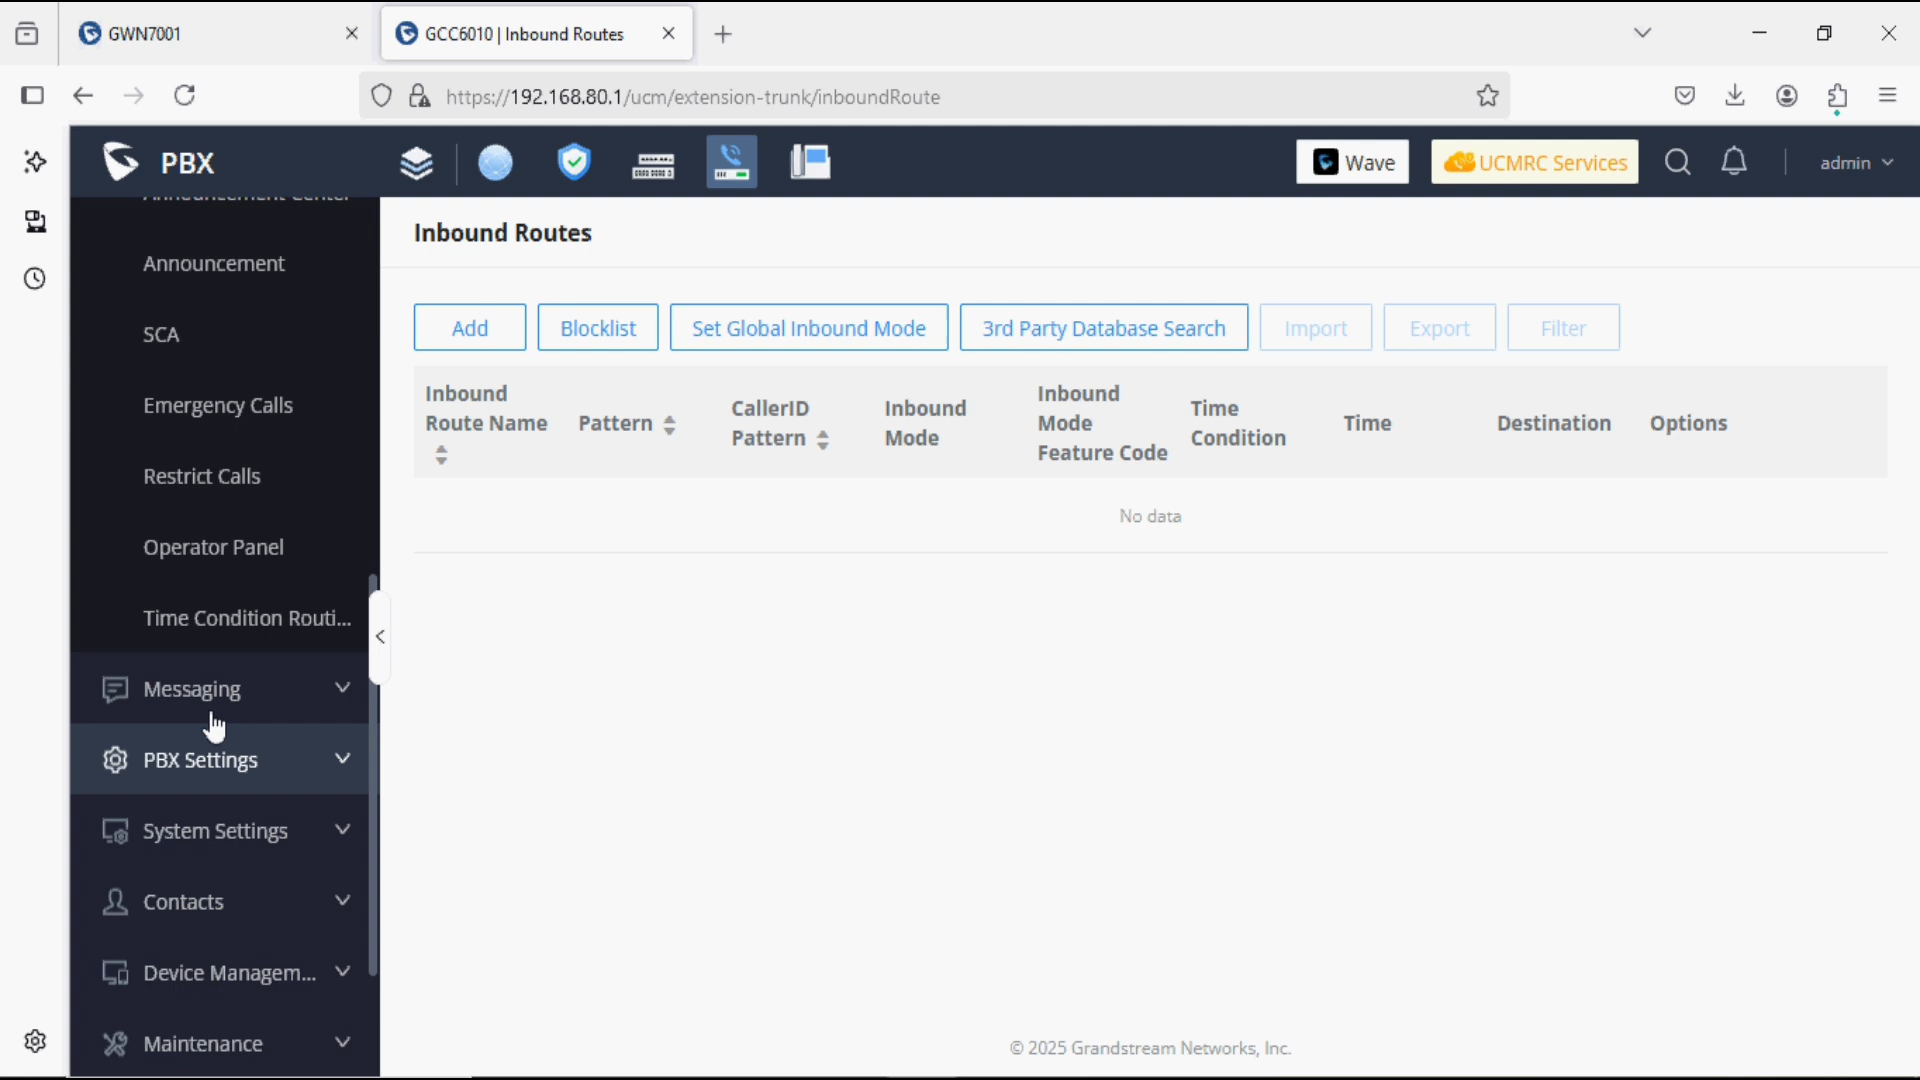 GWN7001
GCC6010 | Inbound Routes
https://192.168.80.1/ucm/extension-trunk/inboundRoute
PBX
Wave
UCMRC Services
admin
Announcement Center
Announcement
SCA
Emergency Calls
Restrict Calls
Operator Panel
Time Condition Routi...
Messaging
PBX Settings
System Settings
Contacts
Device Managem...
Maintenance
Inbound Routes
Add
Blocklist
Set Global Inbound Mode
3rd Party Database Search
Import
Export
Filter
Inbound
Route Name
Pattern
CallerID
Pattern
Inbound
Mode
Inbound
Mode
Feature Code
Time
Condition
Time
Destination
Options
No data
© 2025 Grandstream Networks, Inc.